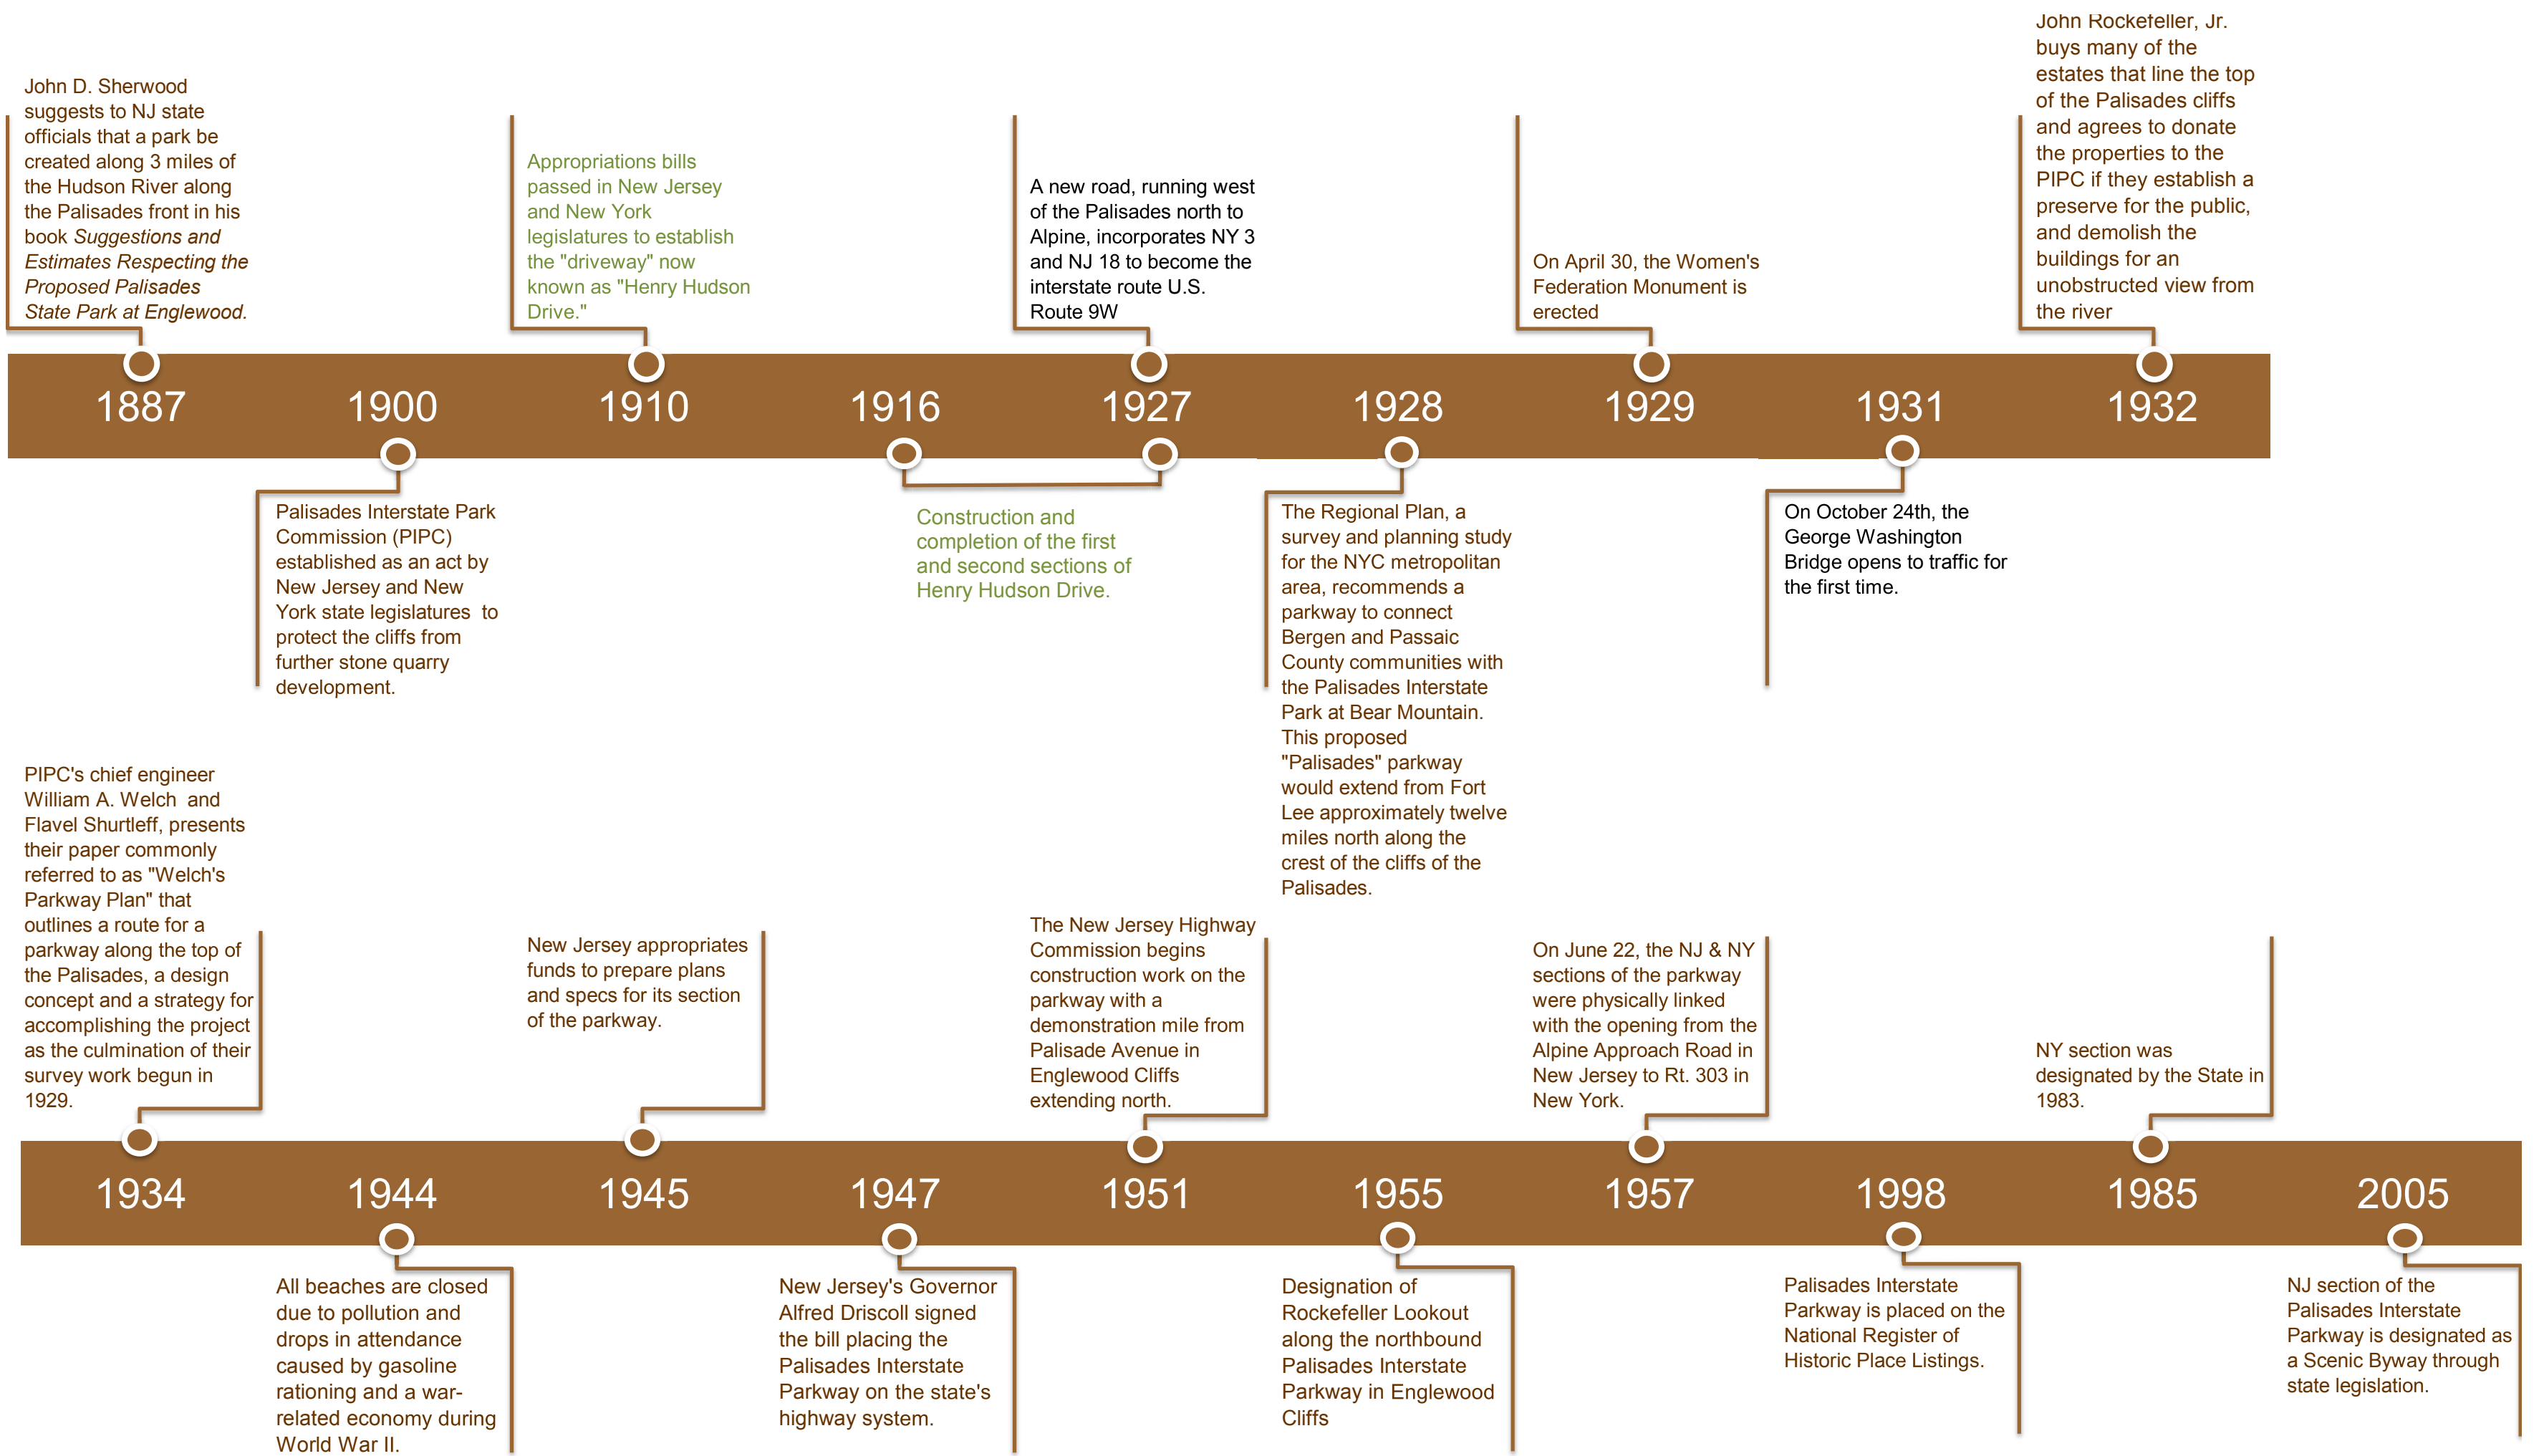 John D. Sherwood
suggests to NJ state
officials that a park be
created along 3 miles of
the Hudson River along
the Palisades front in his
book Suggestions and
Estimates Respecting the
Proposed Palisades
State Park at Englewood.
Appropriations bills
passed in New Jersey
and New York
legislatures to establish
the "driveway" now
known as "Henry Hudson
Drive."
A new road, running west
of the Palisades north to
Alpine, incorporates NY 3
and NJ 18 to become the
interstate route U.S.
Route 9W
On April 30, the Women's
Federation Monument is
erected
John Rockefeller, Jr.
buys many of the
estates that line the top
of the Palisades cliffs
and agrees to donate
the properties to the
PIPC if they establish a
preserve for the public,
and demolish the
buildings for an
unobstructed view from
the river
1887 1900 1910 1916 1927 1928 1929 1931 1932
Palisades Interstate Park
Commission (PIPC)
established as an act by
New Jersey and New
York state legislatures to
protect the cliffs from
further stone quarry
development.
Construction and
completion of the first
and second sections of
Henry Hudson Drive.
The Regional Plan, a
survey and planning study
for the NYC metropolitan
area, recommends a
parkway to connect
Bergen and Passaic
County communities with
the Palisades Interstate
Park at Bear Mountain.
This proposed
"Palisades" parkway
would extend from Fort
Lee approximately twelve
miles north along the
crest of the cliffs of the
Palisades.
On October 24th, the
George Washington
Bridge opens to traffic for
the first time.
PIPC's chief engineer
William A. Welch and
Flavel Shurtleff, presents
their paper commonly
referred to as "Welch's
Parkway Plan" that
outlines a route for a
parkway along the top of
the Palisades, a design
concept and a strategy for
accomplishing the project
as the culmination of their
survey work begun in
1929.
New Jersey appropriates
funds to prepare plans
and specs for its section
of the parkway.
The New Jersey Highway
Commission begins
construction work on the
parkway with a
demonstration mile from
Palisade Avenue in
Englewood Cliffs
extending north.
On June 22, the NJ & NY
sections of the parkway
were physically linked
with the opening from the
Alpine Approach Road in
New Jersey to Rt. 303 in
New York.
NY section was
designated by the State in
1983.
1934 1944 1945 1947 1951 1955 1957 1998 1985 2005
All beaches are closed
due to pollution and
drops in attendance
caused by gasoline
rationing and a war-
related economy during
World War II.
New Jersey's Governor
Alfred Driscoll signed
the bill placing the
Palisades Interstate
Parkway on the state's
highway system.
Designation of
Rockefeller Lookout
along the northbound
Palisades Interstate
Parkway in Englewood
Cliffs
Palisades Interstate
Parkway is placed on the
National Register of
Historic Place Listings.
NJ section of the
Palisades Interstate
Parkway is designated as
a Scenic Byway through
state legislation.